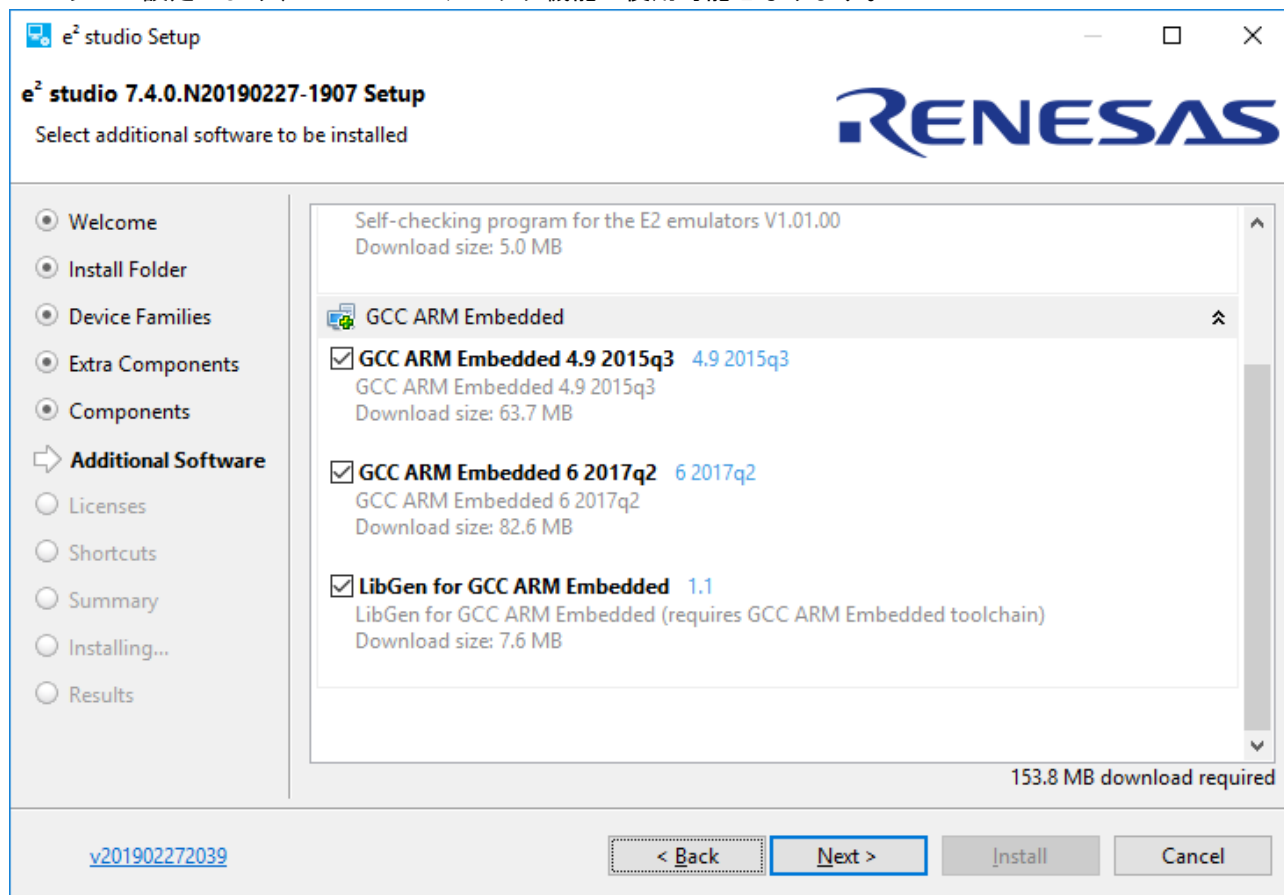 e² studio Setup
e² studio 7.4.0.N20190227-1907 Setup
Select additional software to be installed
RENESAS
Welcome
Install Folder
Device Families
Extra Components
Components
Additional Software
Licenses
Shortcuts
Summary
Installing...
Results
Self-checking program for the E2 emulators V1.01.00
Download size: 5.0 MB
GCC ARM Embedded
GCC ARM Embedded 4.9 2015q3 4.9 2015q3
GCC ARM Embedded 4.9 2015q3
Download size: 63.7 MB
GCC ARM Embedded 6 2017q2 6 2017q2
GCC ARM Embedded 6 2017q2
Download size: 82.6 MB
LibGen for GCC ARM Embedded 1.1
LibGen for GCC ARM Embedded (requires GCC ARM Embedded toolchain)
Download size: 7.6 MB
153.8 MB download required
v201902272039
< Back
Next >
Install
Cancel